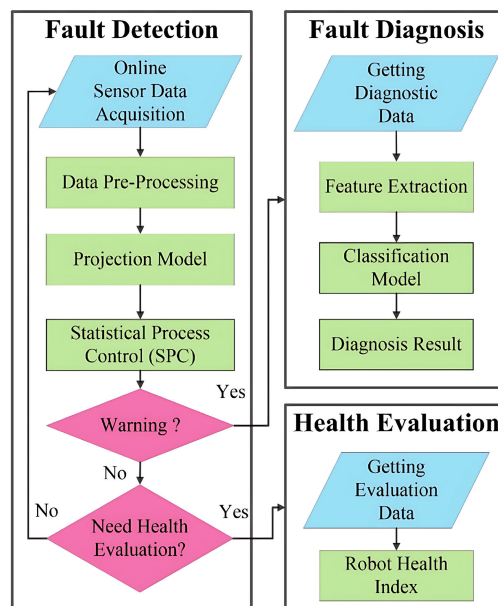 Fault Detection
Online
Sensor Data
Acquisition
Data Pre-Processing
Projection Model
Statistical Process
Control (SPC)
Yes
Warning ?
No
No
Need Health
Evaluation?
Yes
Fault Diagnosis
Getting
Diagnostic
Data
Feature Extraction
Classification
Model
Diagnosis Result
Health Evaluation
Getting
Evaluation
Data
Robot Health
Index